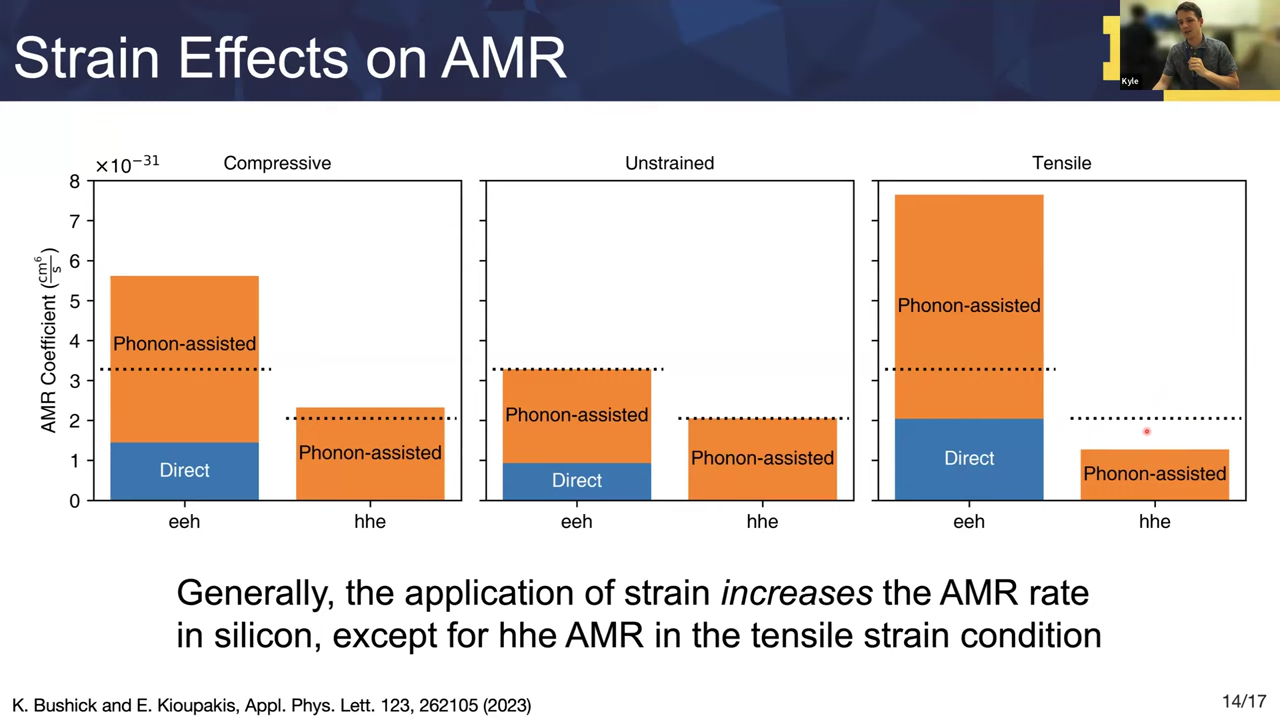 Strain Effects on AMR
Kyle
×10⁻³¹
Compressive
Unstrained
Tensile
AMR Coefficient (cm⁶/s)
8
7
6
5
4
3
2
1
0
Phonon-assisted
Direct
Phonon-assisted
eeh
hhe
Phonon-assisted
Direct
Phonon-assisted
eeh
hhe
Phonon-assisted
Direct
Phonon-assisted
eeh
hhe
Generally, the application of strain increases the AMR rate
in silicon, except for hhe AMR in the tensile strain condition
K. Bushick and E. Kioupakis, Appl. Phys. Lett. 123, 262105 (2023)
14/17